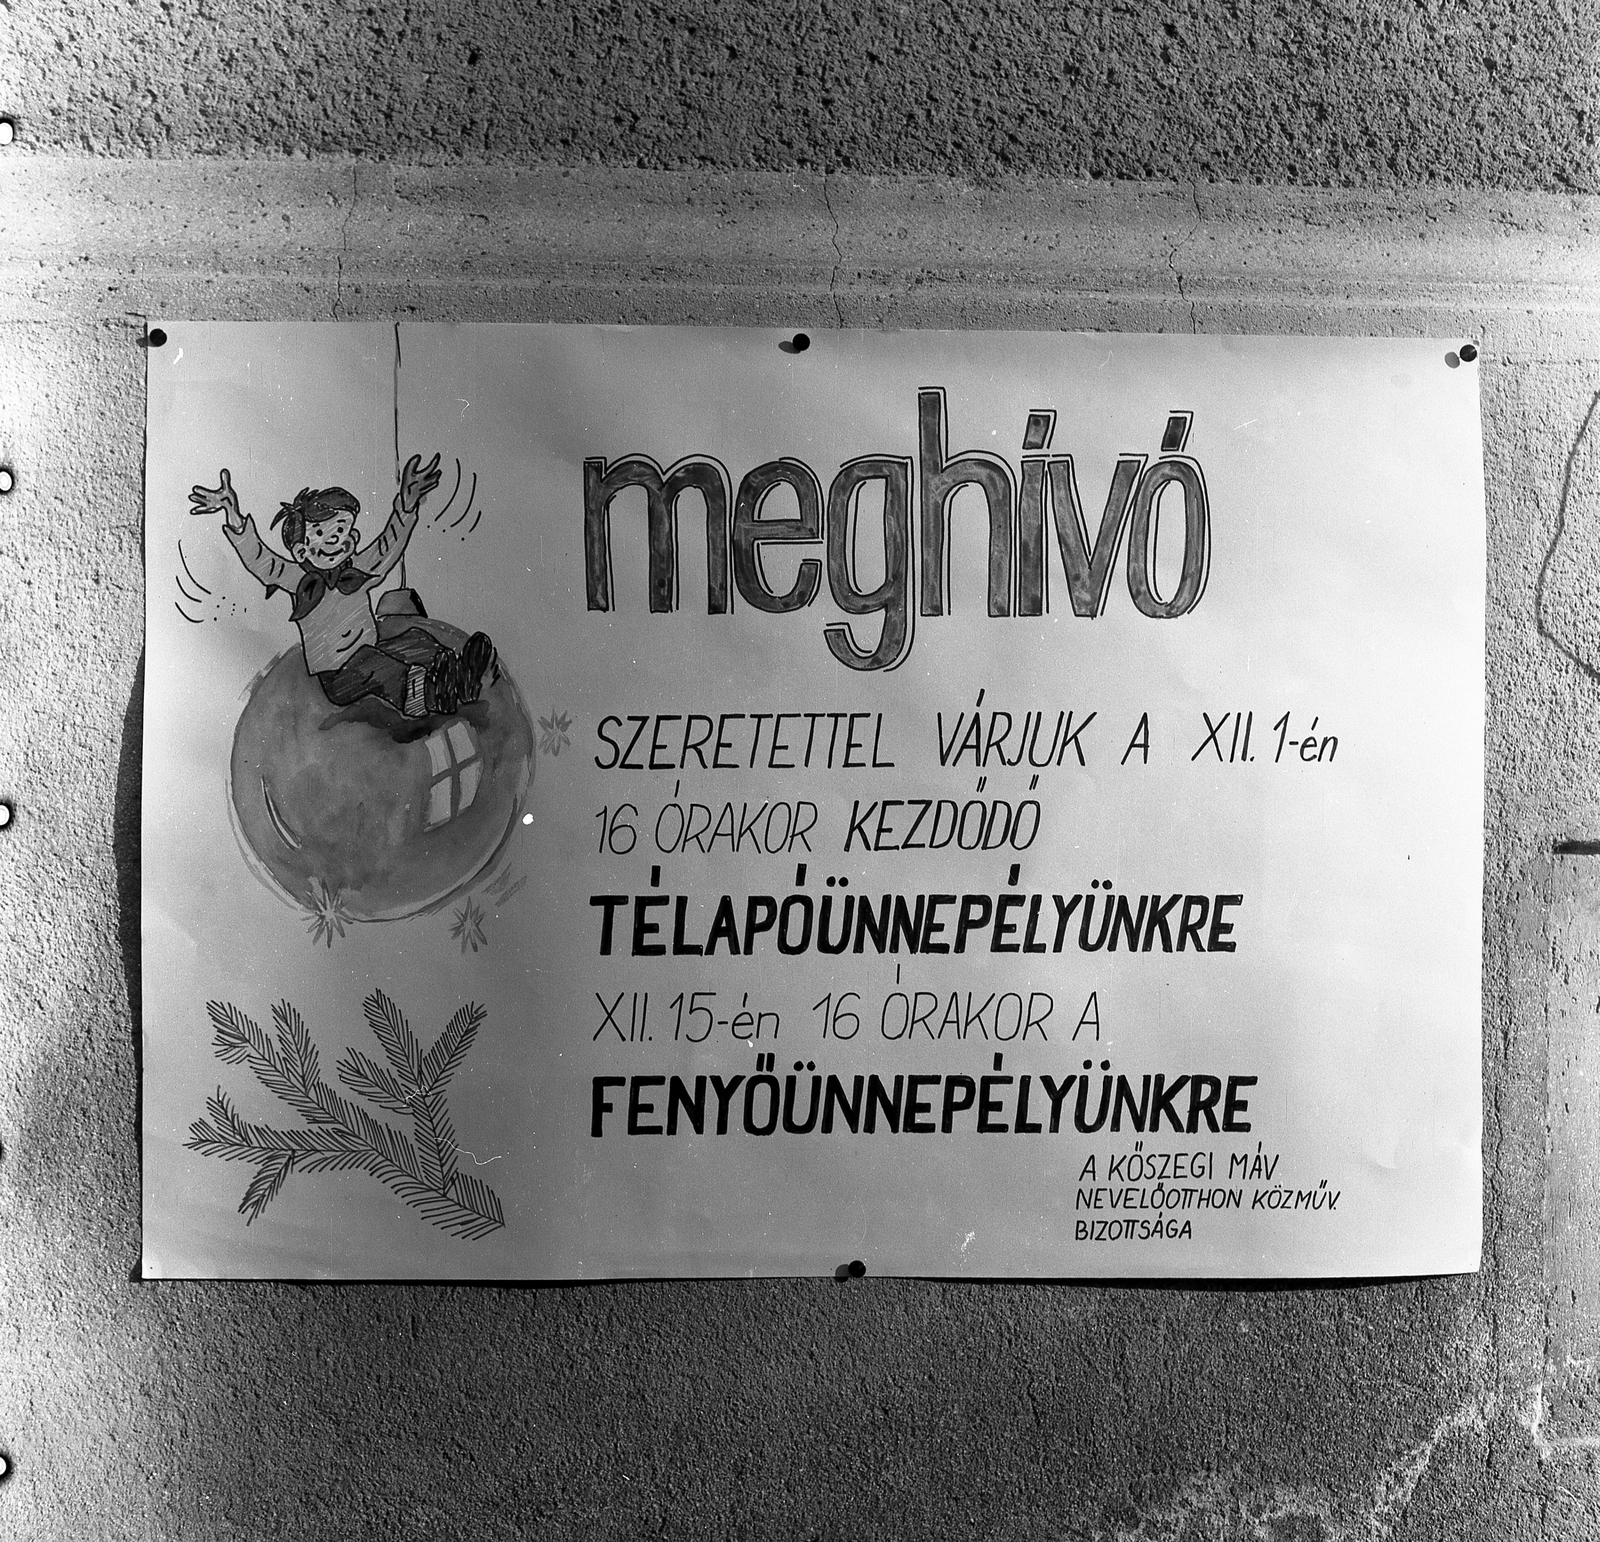 meghívó
SZERETETTEL VÁRJUK A XII. 1-én
16 ÓRAKOR KEZDŐDŐ
TÉLAPÓÜNNEPÉLYÜNKRE
XII. 15-én 16 ÓRAKOR A
FENYŐÜNNEPÉLYÜNKRE
A KŐSZEGI MÁV
NEVELŐOTTHON KÖZMŰV.
BIZOTTSÁGA